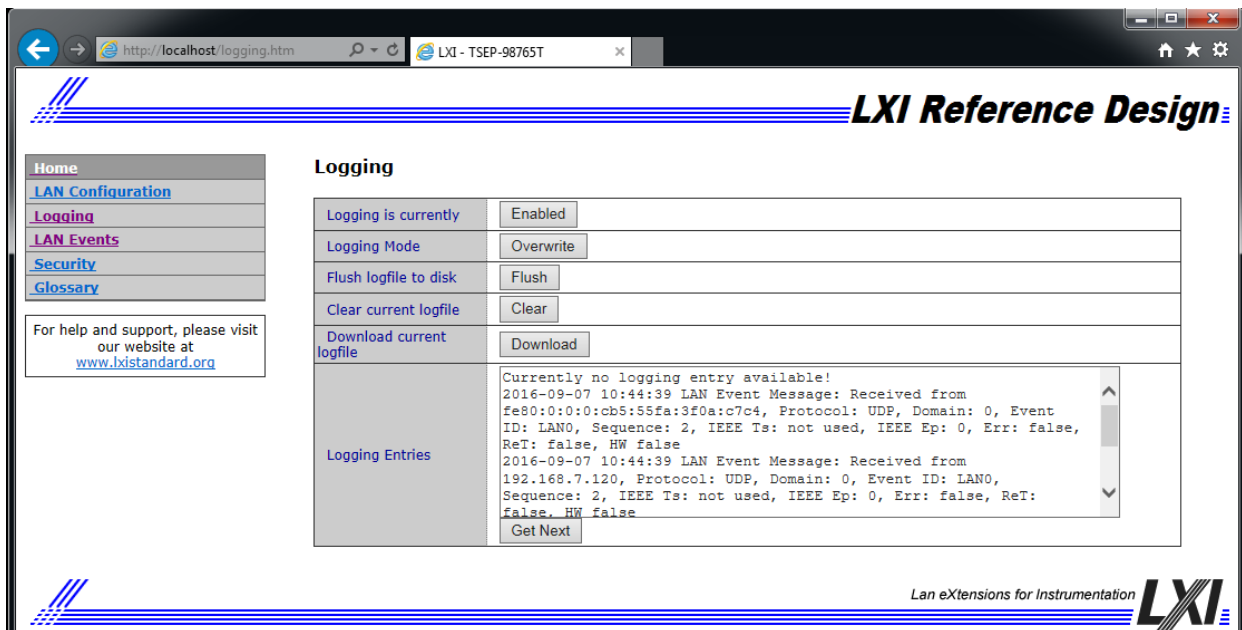 http://localhost/logging.htm
LXI - TSEP-98765T
LXI Reference Design
Home
LAN Configuration
Logging
LAN Events
Security
Glossary
For help and support, please visit
our website at
www.lxistandard.org
Logging
Logging is currently
Enabled
Logging Mode
Overwrite
Flush logfile to disk
Flush
Clear current logfile
Clear
Download current
logfile
Download
Logging Entries
Currently no logging entry available!
2016-09-07 10:44:39 LAN Event Message: Received from
fe80:0:0:0:cb5:55fa:3f0a:c7c4, Protocol: UDP, Domain: 0, Event
ID: LAN0, Sequence: 2, IEEE Ts: not used, IEEE Ep: 0, Err: false,
ReT: false, HW false
2016-09-07 10:44:39 LAN Event Message: Received from
192.168.7.120, Protocol: UDP, Domain: 0, Event ID: LAN0,
Sequence: 2, IEEE Ts: not used, IEEE Ep: 0, Err: false, ReT:
false, HW false
Get Next
Lan eXtensions for Instrumentation
LXI